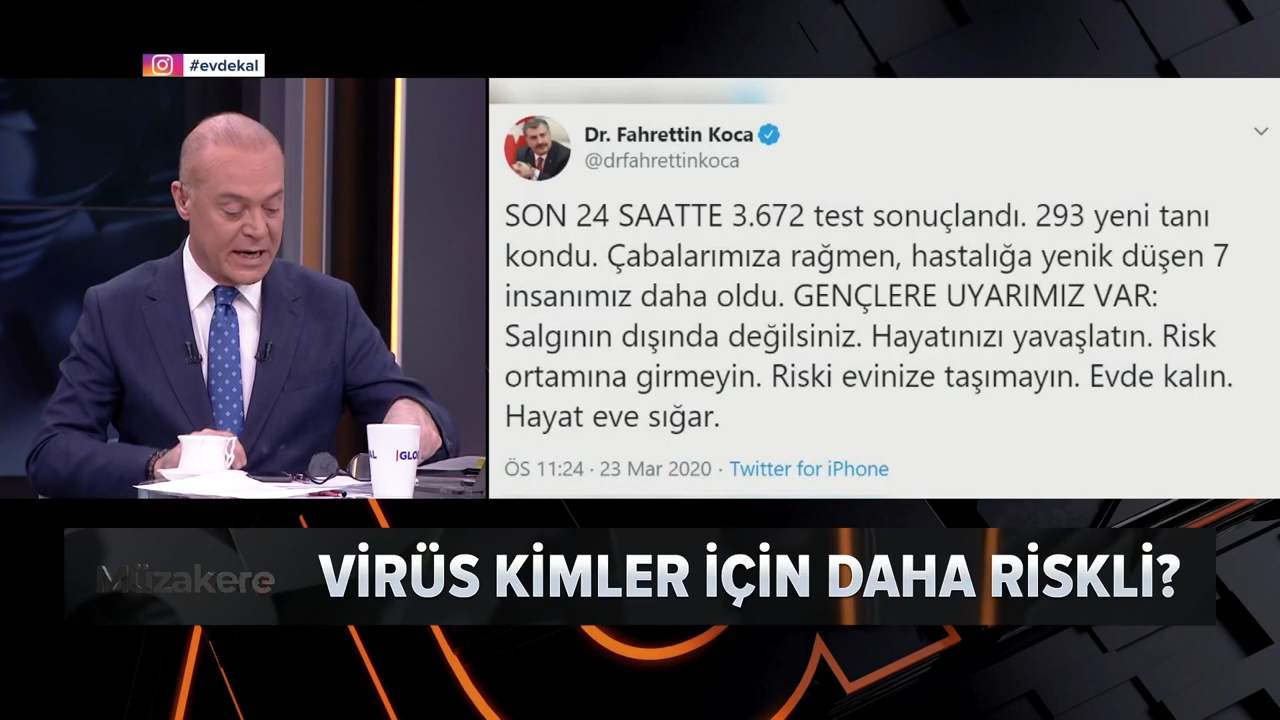 #evdekal
Dr. Fahrettin Koca
@drfahrettinkoca
SON 24 SAATTE 3.672 test sonuçlandı. 293 yeni tanı
kondu. Çabalarımıza rağmen, hastalığa yenik düşen 7
insanımız daha oldu. GENÇLERE UYARIMIZ VAR:
Salgının dışında değilsiniz. Hayatınızı yavaşlatın. Risk
ortamına girmeyin. Riski evinize taşımayın. Evde kalın.
Hayat eve sığar.
ÖS 11:24 · 23 Mar 2020 · Twitter for iPhone
AL |GLO
Müzakere
VİRÜS KİMLER İÇİN DAHA RİSKLİ?